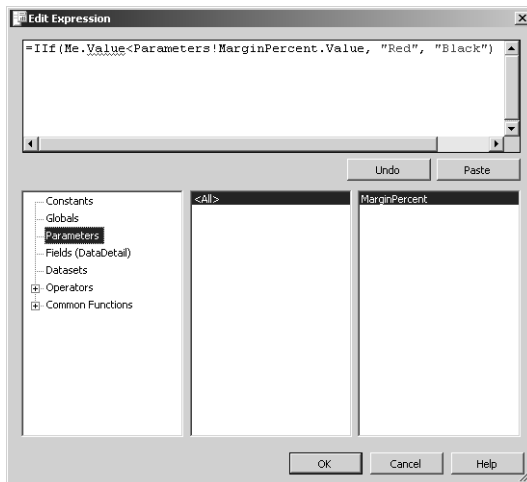 Edit Expression
=IIf(Me.Value<Parameters!MarginPercent.Value, "Red", "Black")
Undo
Paste
Constants
Globals
Parameters
Fields (DataDetail)
Datasets
Operators
Common Functions
<All>
MarginPercent
OK
Cancel
Help